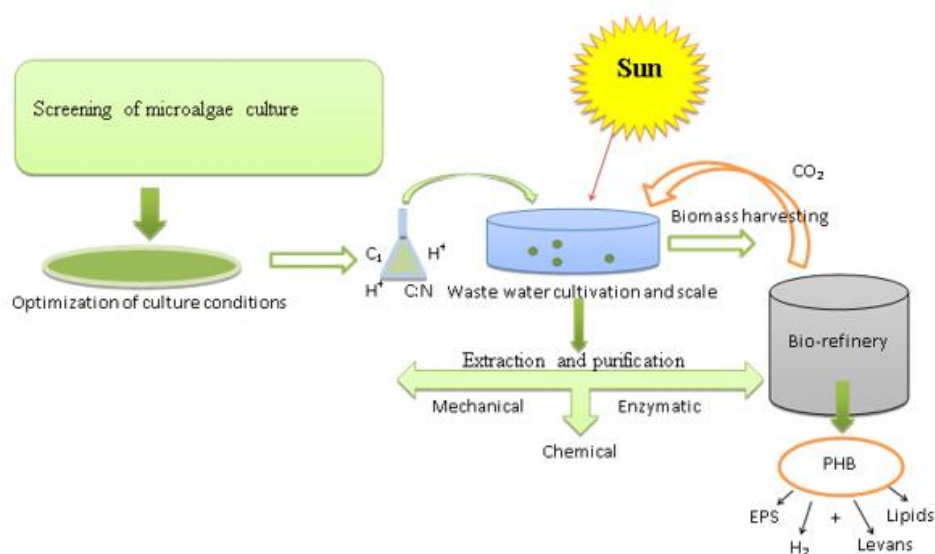 Sun
Screening of microalgae culture
CO₂
Biomass harvesting
C₁
H⁺
H⁺
C:N
Optimization of culture conditions
Waste water cultivation and scale
Bio-refinery
Extraction and purification
Mechanical
Enzymatic
Chemical
PHB
EPS
+
Lipids
H₂
Levans